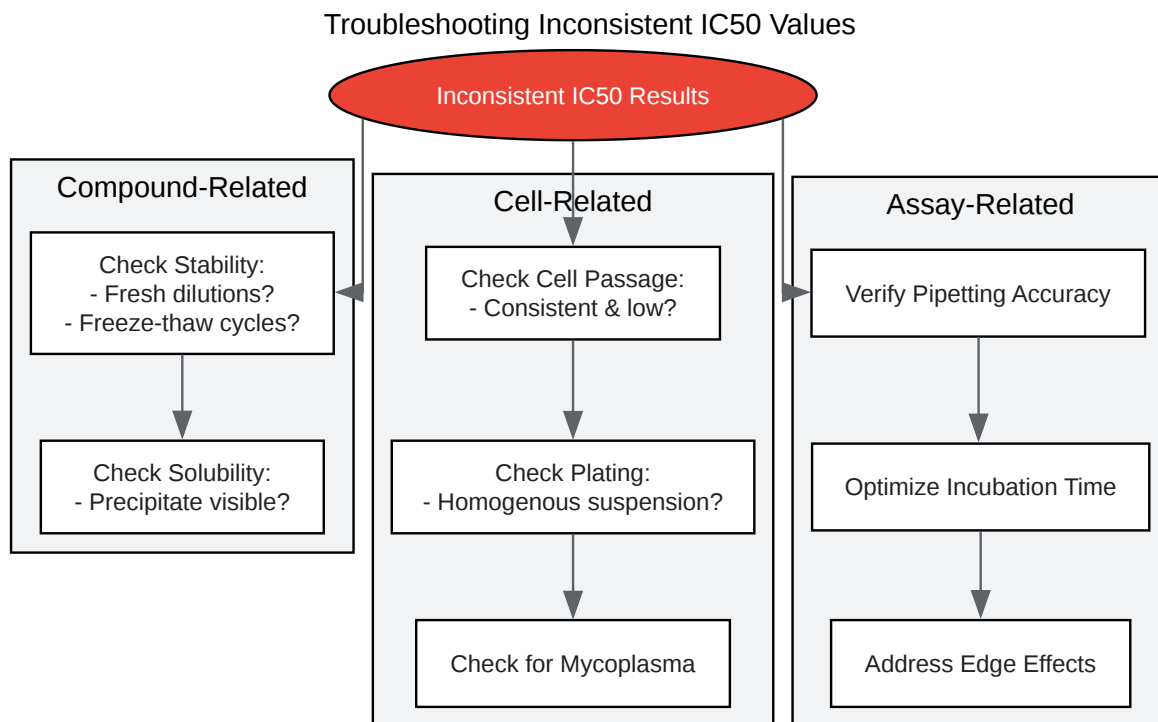 Troubleshooting Inconsistent IC50 Values
Inconsistent IC50 Results
Compound-Related
Check Stability:
- Fresh dilutions?
- Freeze-thaw cycles?
Check Solubility:
- Precipitate visible?
Cell-Related
Check Cell Passage:
- Consistent & low?
Check Plating:
- Homogenous suspension?
Check for Mycoplasma
Assay-Related
Verify Pipetting Accuracy
Optimize Incubation Time
Address Edge Effects